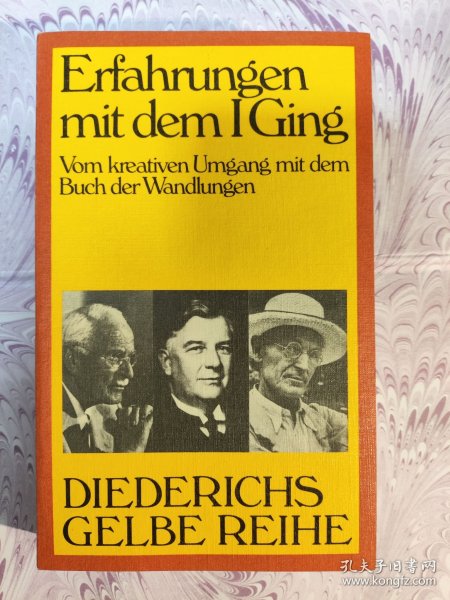 Erfahrungen
mit dem I Ging
Vom kreativen Umgang mit dem
Buch der Wandlungen
DIEDERICHS
GELBE REIHE
孔夫子旧书网
www.kongfz.com